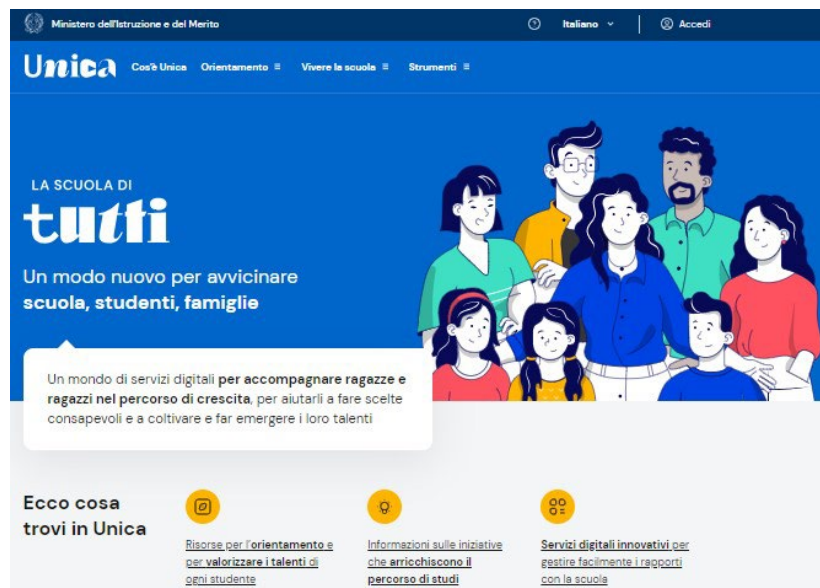 Ministero dell'Istruzione e del Merito
Italiano
Accedi
Unica
Cos'è Unica
Orientamento
Vivere la scuola
Strumenti
LA SCUOLA DI
tutti
Un modo nuovo per avvicinare
scuola, studenti, famiglie
Un mondo di servizi digitali per accompagnare ragazze e
ragazzi nel percorso di crescita, per aiutarli a fare scelte
consapevoli e a coltivare e far emergere i loro talenti
Ecco cosa
trovi in Unica
Risorse per l'orientamento e
per valorizzare i talenti di
ogni studente
Informazioni sulle iniziative
che arricchiscono il
percorso di studi
Servizi digitali innovativi per
gestire facilmente i rapporti
con la scuola